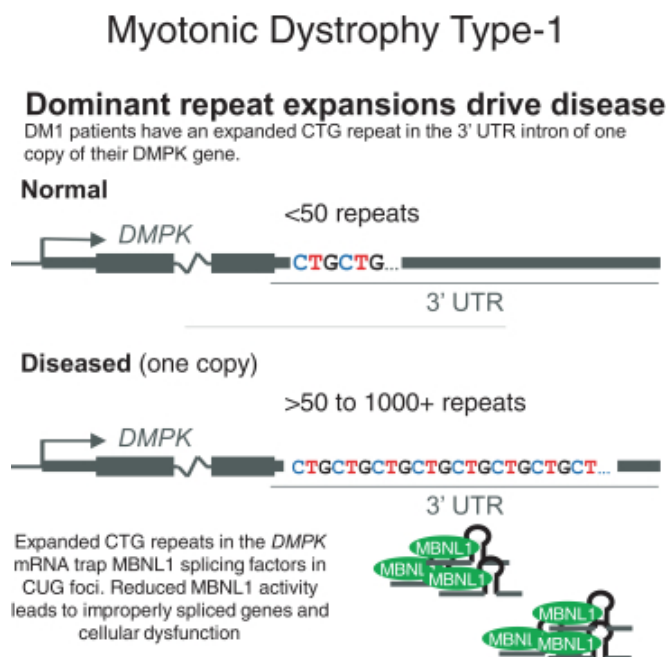 Myotonic Dystrophy Type-1
Dominant repeat expansions drive disease
DM1 patients have an expanded CTG repeat in the 3' UTR intron of one
copy of their DMPK gene.
Normal
<50 repeats
DMPK
CTGCTG...
3' UTR
Diseased (one copy)
>50 to 1000+ repeats
DMPK
CTGCTGCTGCTGCTGCTGCTGCT...
3' UTR
Expanded CTG repeats in the DMPK
mRNA trap MBNL1 splicing factors in
CUG foci. Reduced MBNL1 activity
leads to improperly spliced genes and
cellular dysfunction
MBNL1
MBNL
MBNL1
MBNL1
MBNL
MBNL1